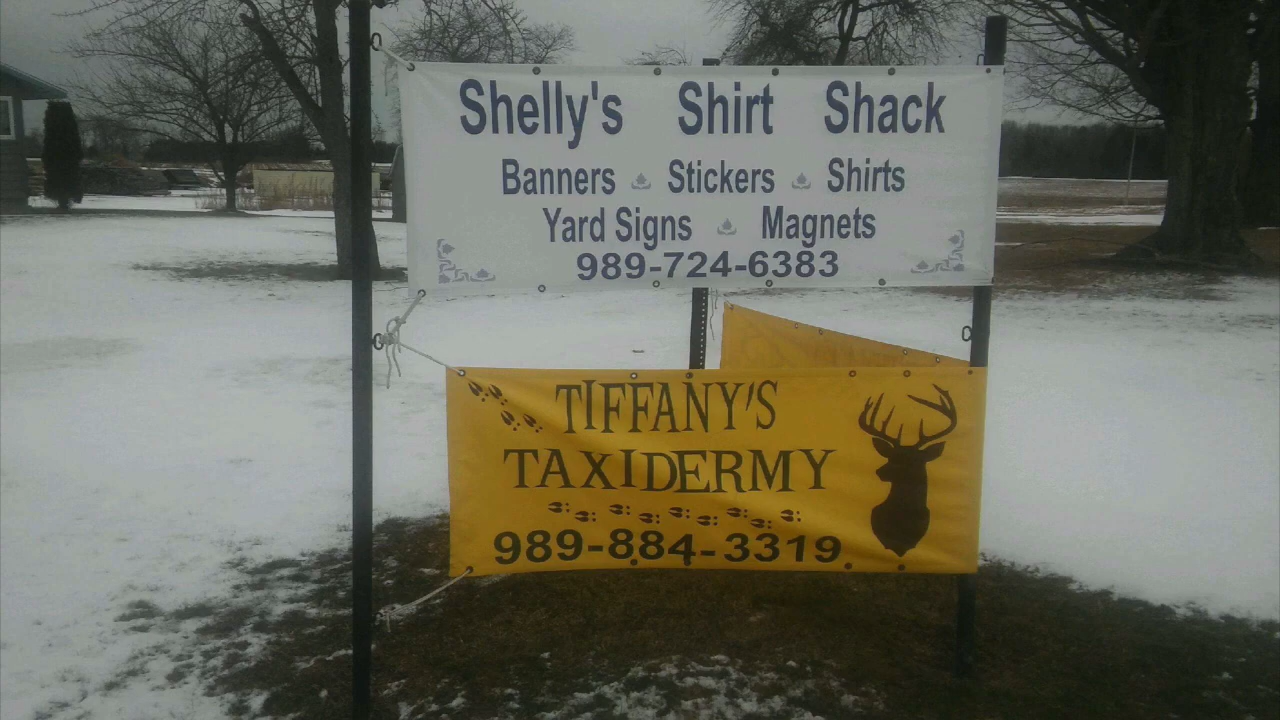 Shelly's Shirt Shack
Banners Stickers Shirts
Yard Signs Magnets
989-724-6383
TIFFANY'S
TAXIDERMY
989-884-3319